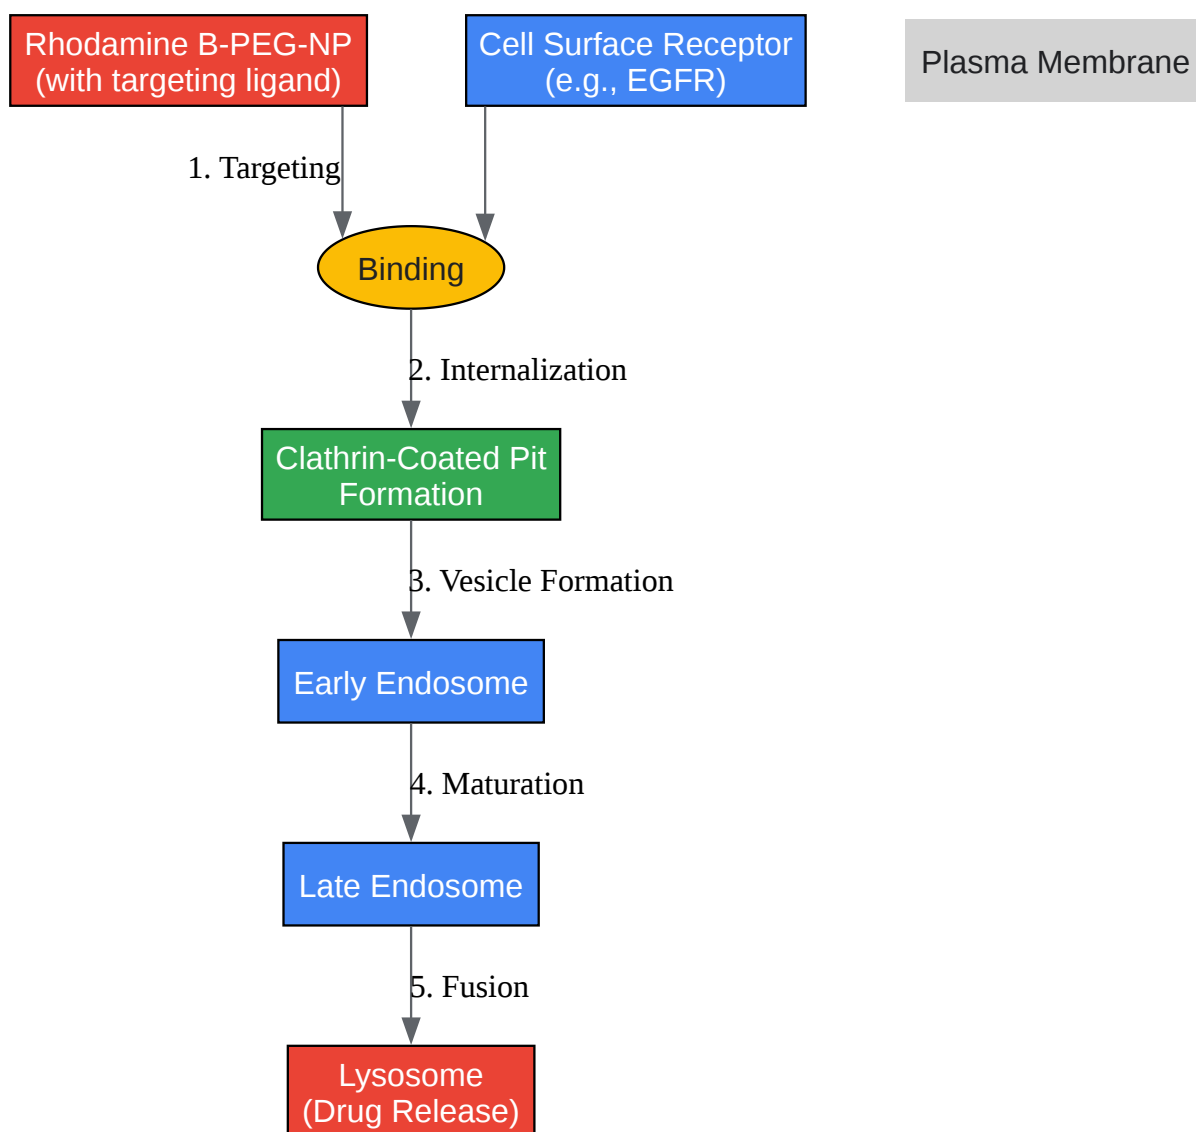 Rhodamine B-PEG-NP
(with targeting ligand)
Cell Surface Receptor
(e.g., EGFR)
Plasma Membrane
1. Targeting
Binding
2. Internalization
Clathrin-Coated Pit
Formation
3. Vesicle Formation
Early Endosome
4. Maturation
Late Endosome
5. Fusion
Lysosome
(Drug Release)